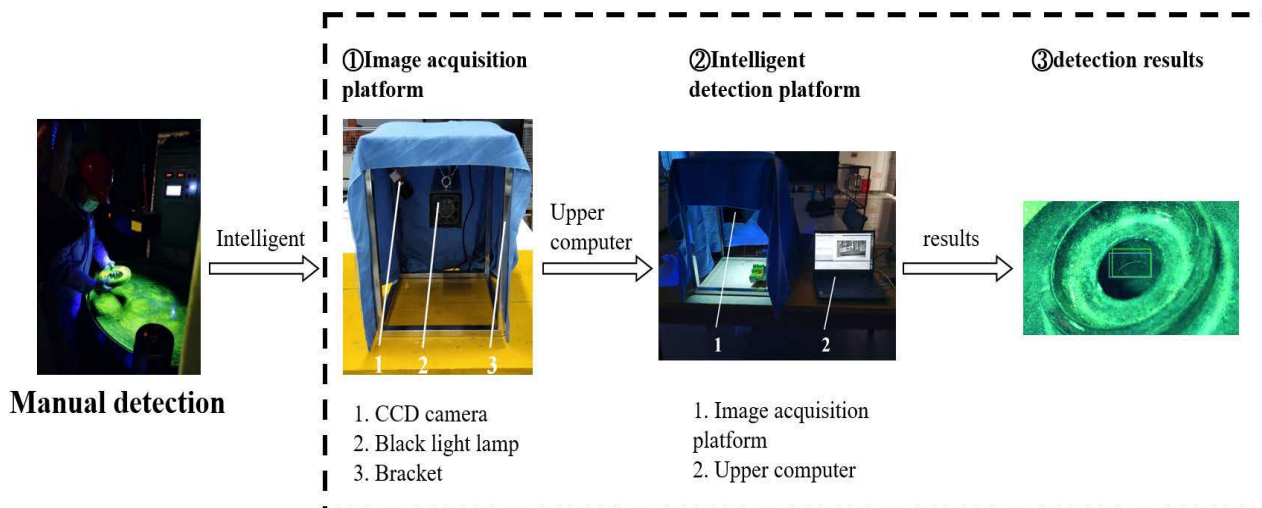 ①Image acquisition
platform
②Intelligent
detection platform
③detection results
Manual detection
Intelligent
Upper
computer
results
1 2 3
1 2
1. CCD camera
2. Black light lamp
3. Bracket
1. Image acquisition
platform
2. Upper computer